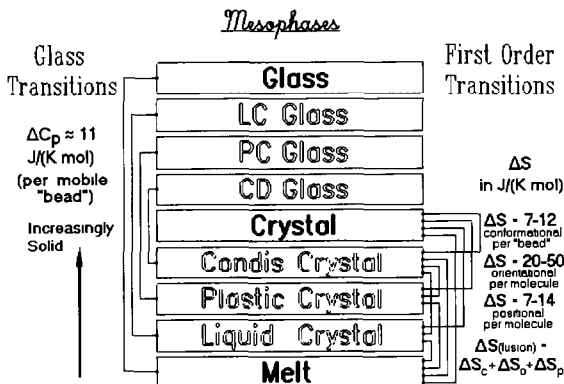 Mesophases
Glass
Transitions
ΔCp ≈ 11
J/(K mol)
(per mobile
"bead")
Increasingly
Solid
Glass
LC Glass
PC Glass
CD Glass
Crystal
Condis Crystal
Plastic Crystal
Liquid Crystal
Melt
First Order
Transitions
ΔS
in J/(K mol)
ΔS - 7-12
conformational
per "bead"
ΔS - 20-50
orientational
per molecule
ΔS - 7-14
positional
per molecule
ΔS(fusion) -
ΔSc+ΔSo+ΔSp